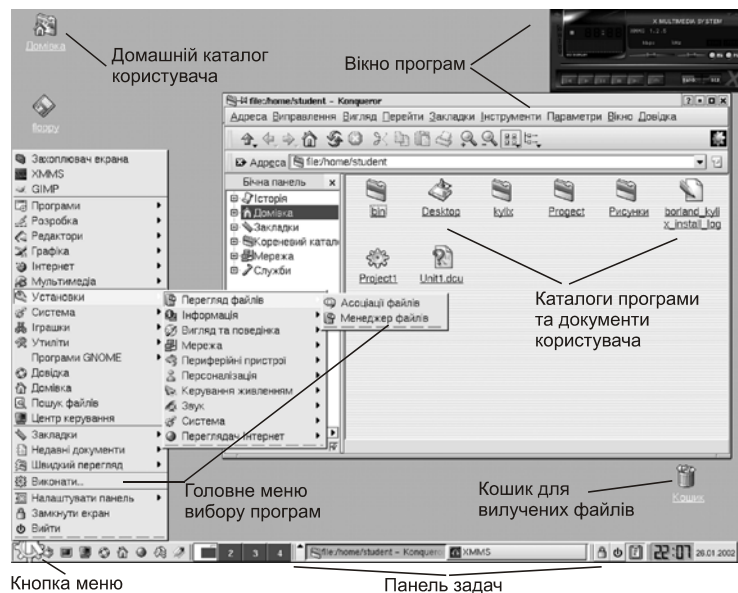 Домівка
Домашній каталог
користувача
Вікно програм
X MULTIMEDIA SYSTEM
floppy
file:/home/student - Konqueror
Адреса Виправлення Вигляд Перейти Закладки Інструменти Параметри Вікно Довідка
Адреса file:/home/student
Бічна панель x
Історія
Домівка
Закладки
Кореневий катало
Мережа
Служби
bin Desktop kylix Progect Рисунки borland_kyli
x_install_log
Project1 Unit1.dcu
Каталоги програми
та документи
користувача
Захоплювач екрана
XMMS
GIMP
Програми
Розробка
Редактори
Графіка
Інтернет
Мультимедіа
Установки
Система
Іграшки
Утиліти
Програми GNOME
Довідка
Домівка
Пошук файлів
Центр керування
Закладки
Недавні документи
Швидкий перегляд
Виконати...
Налаштувати панель
Замкнути екран
Вийти
Перегляд файлів
Інформація
Вигляд та поведінка
Мережа
Периферійні пристрої
Персоналізація
Керування живленням
Звук
Система
Переглядач Інтернет
Асоціації файлів
Менеджер файлів
Головне меню
вибору програм
Кошик для
вилучених файлів
Кошик
2 3 4 file:/home/student - Konquero XMMS 22:07 26.01 2002
Кнопка меню
Панель задач